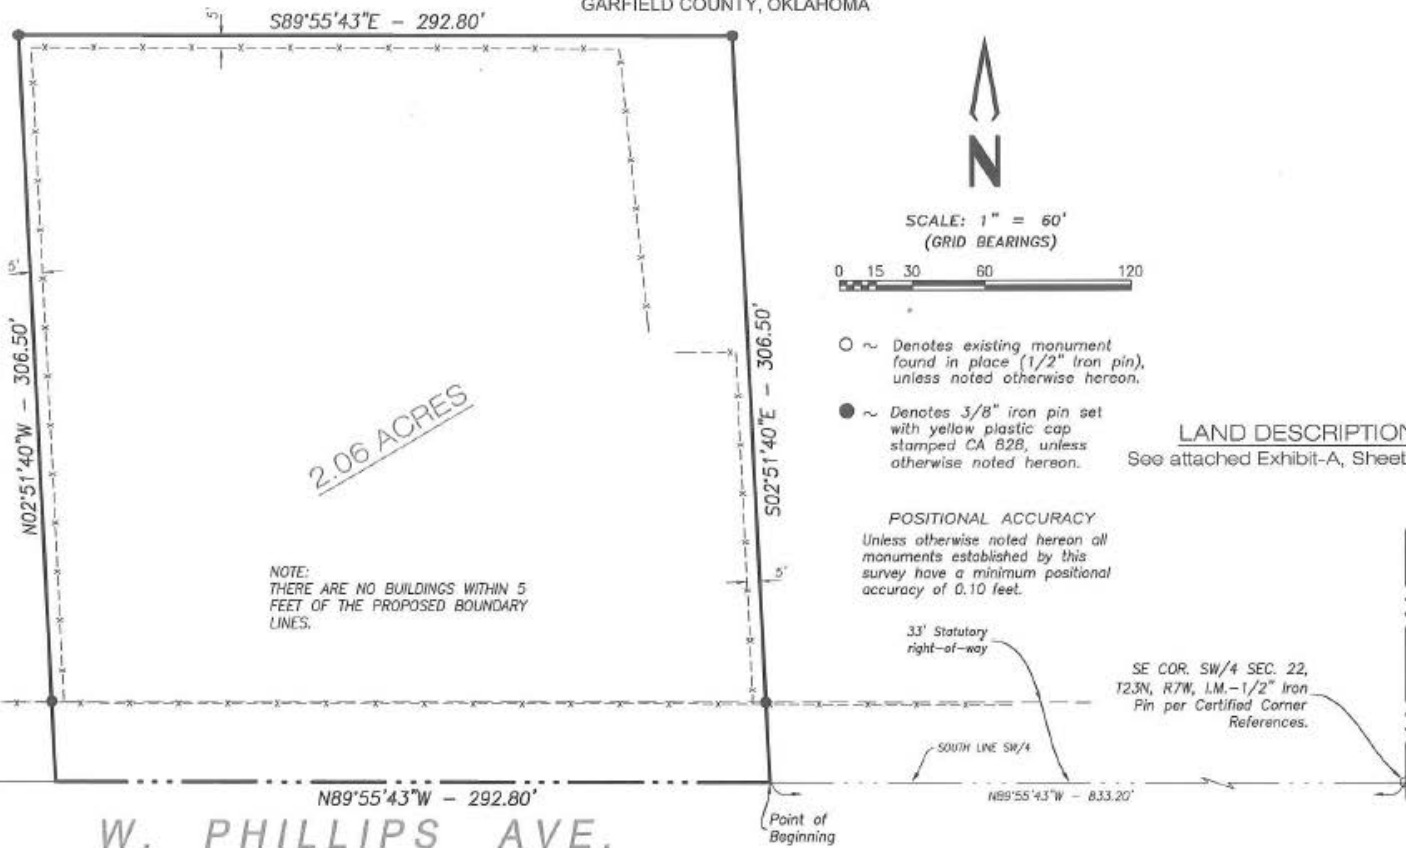 GARFIELD COUNTY, OKLAHOMA
S89°55'43"E - 292.80'
5'
N
SCALE: 1" = 60'
(GRID BEARINGS)
0 15 30 60 120
5'
N02°51'40"W - 306.50'
S02°51'40"E - 306.50'
2.06 ACRES
○ ~ Denotes existing monument
found in place (1/2" Iron pin),
unless noted otherwise hereon.
● ~ Denotes 3/8" iron pin set
with yellow plastic cap
stamped CA 828, unless
otherwise noted hereon.
LAND DESCRIPTION
See attached Exhibit-A, Sheet
POSITIONAL ACCURACY
Unless otherwise noted hereon all
monuments established by this
survey have a minimum positional
accuracy of 0.10 feet.
NOTE:
THERE ARE NO BUILDINGS WITHIN 5
FEET OF THE PROPOSED BOUNDARY
LINES.
5'
33' Statutory
right-of-way
SE COR. SW/4 SEC. 22,
T23N, R7W, I.M.-1/2" Iron
Pin per Certified Corner
References.
SOUTH LINE SW/4
N89°55'43"W - 292.80'
N89°55'43"W - 833.20'
Point of
Beginning
W. PHILLIPS AVE.